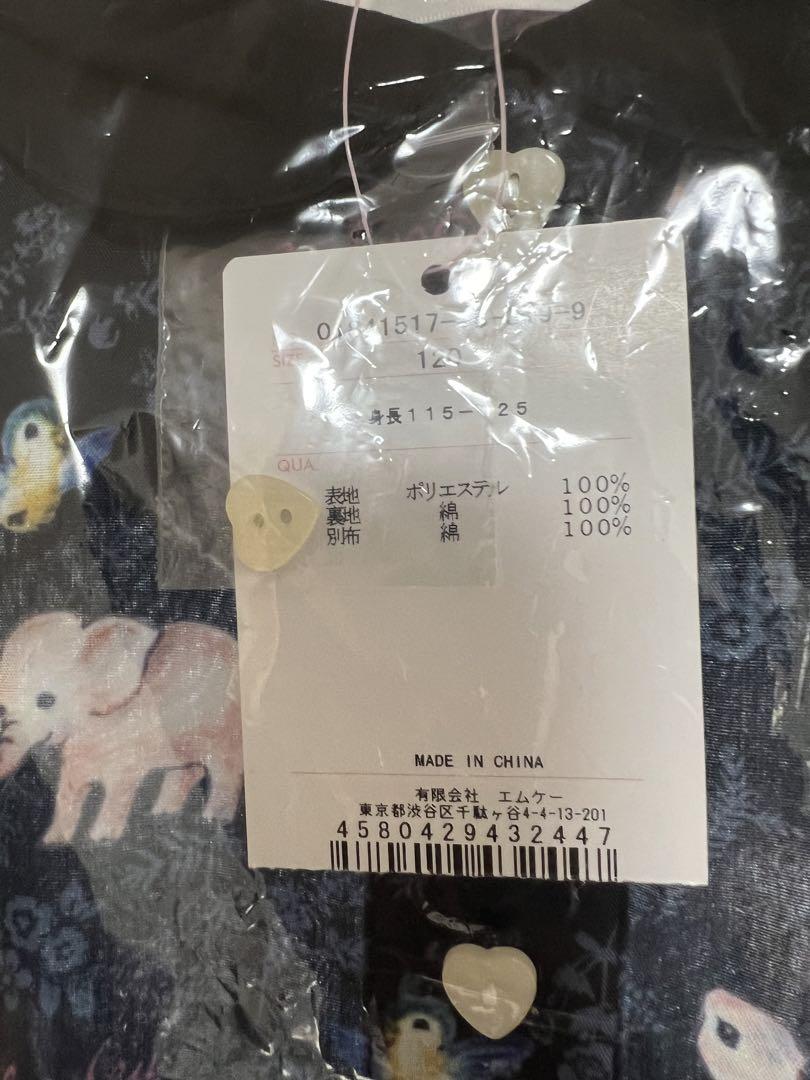 SIZE
120
身長115-125
QUA.
表地 ポリエステル 100%
裏地 綿 100%
別布 綿 100%
MADE IN CHINA
有限会社 エムケー
東京都渋谷区千駄ヶ谷4-4-13-201
4580429432447